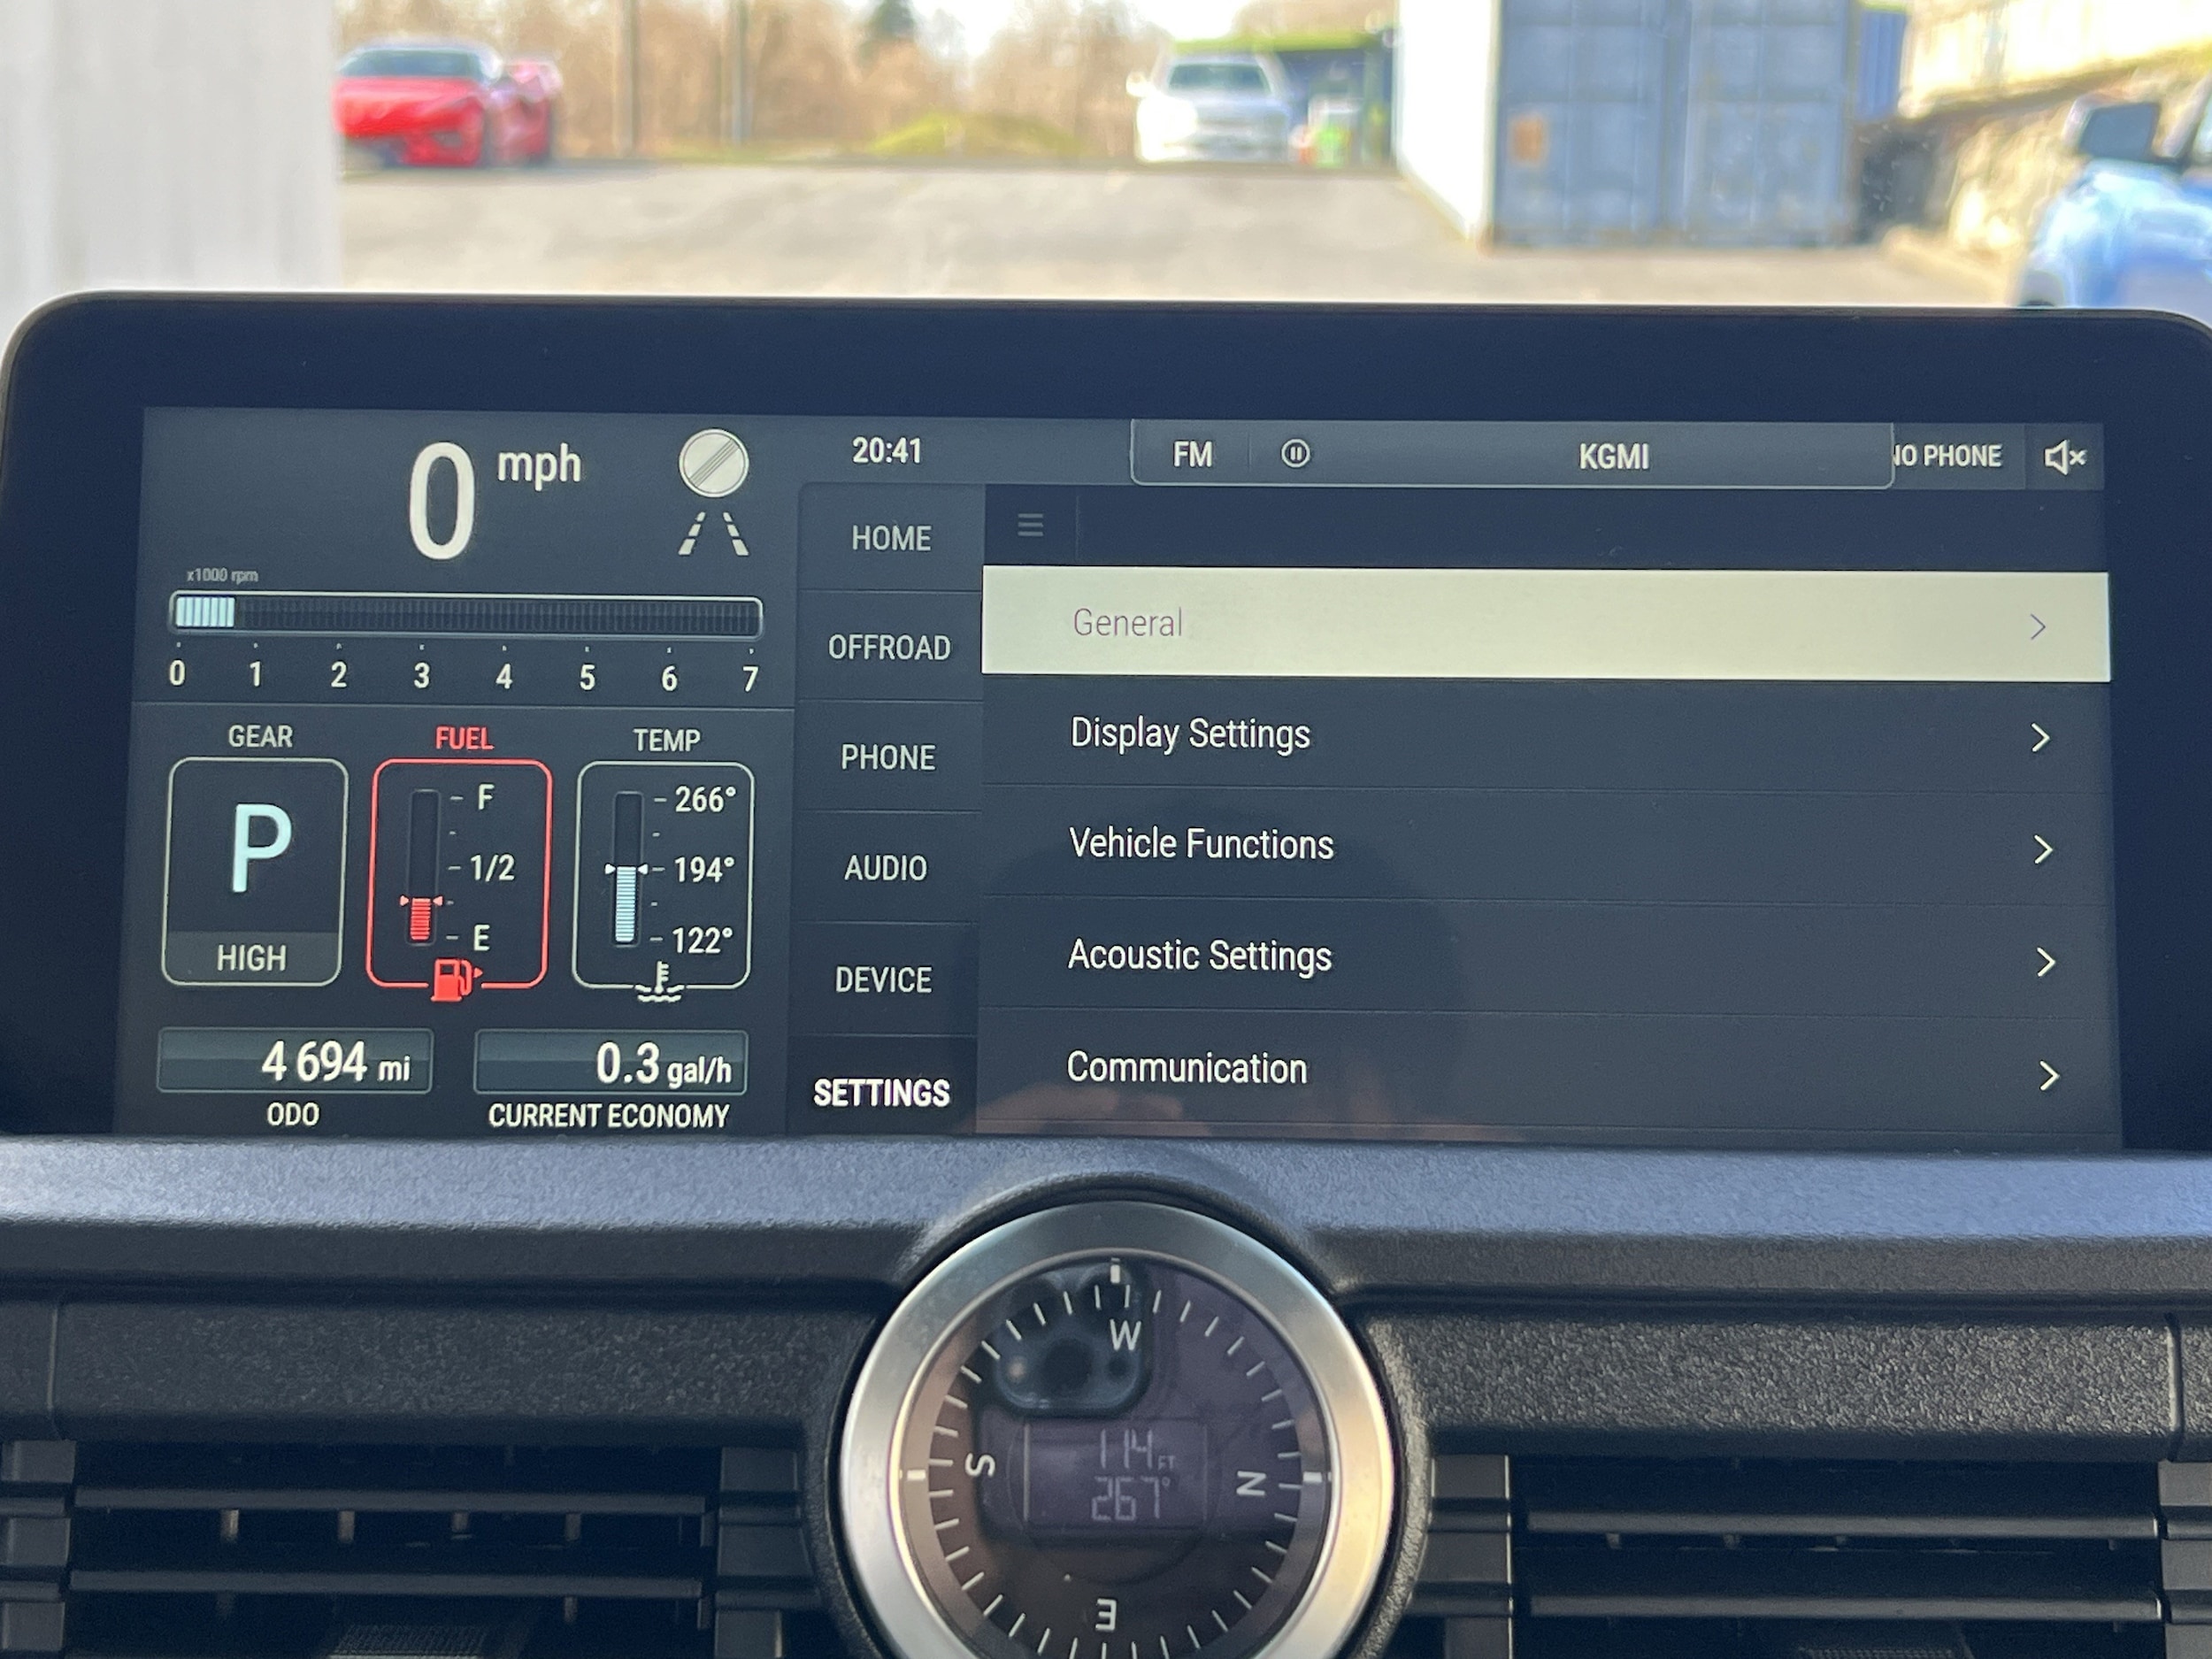 0 mph
20:41
FM
KGMI
NO PHONE
x1000 rpm
0 1 2 3 4 5 6 7
GEAR
P
HIGH
FUEL
F
1/2
E
TEMP
266°
194°
122°
4 694 mi
ODO
0.3 gal/h
CURRENT ECONOMY
HOME
OFFROAD
PHONE
AUDIO
DEVICE
SETTINGS
General
Display Settings
Vehicle Functions
Acoustic Settings
Communication
W
S
114 FT
267°
N
E